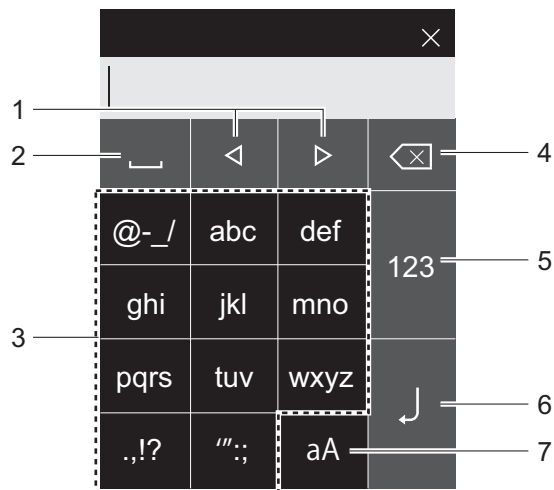 1
2 4
@-_/ abc def
123 5
ghi jkl mno
3
pqrs tuv wxyz
6
.,!? ‘”:; aA
7